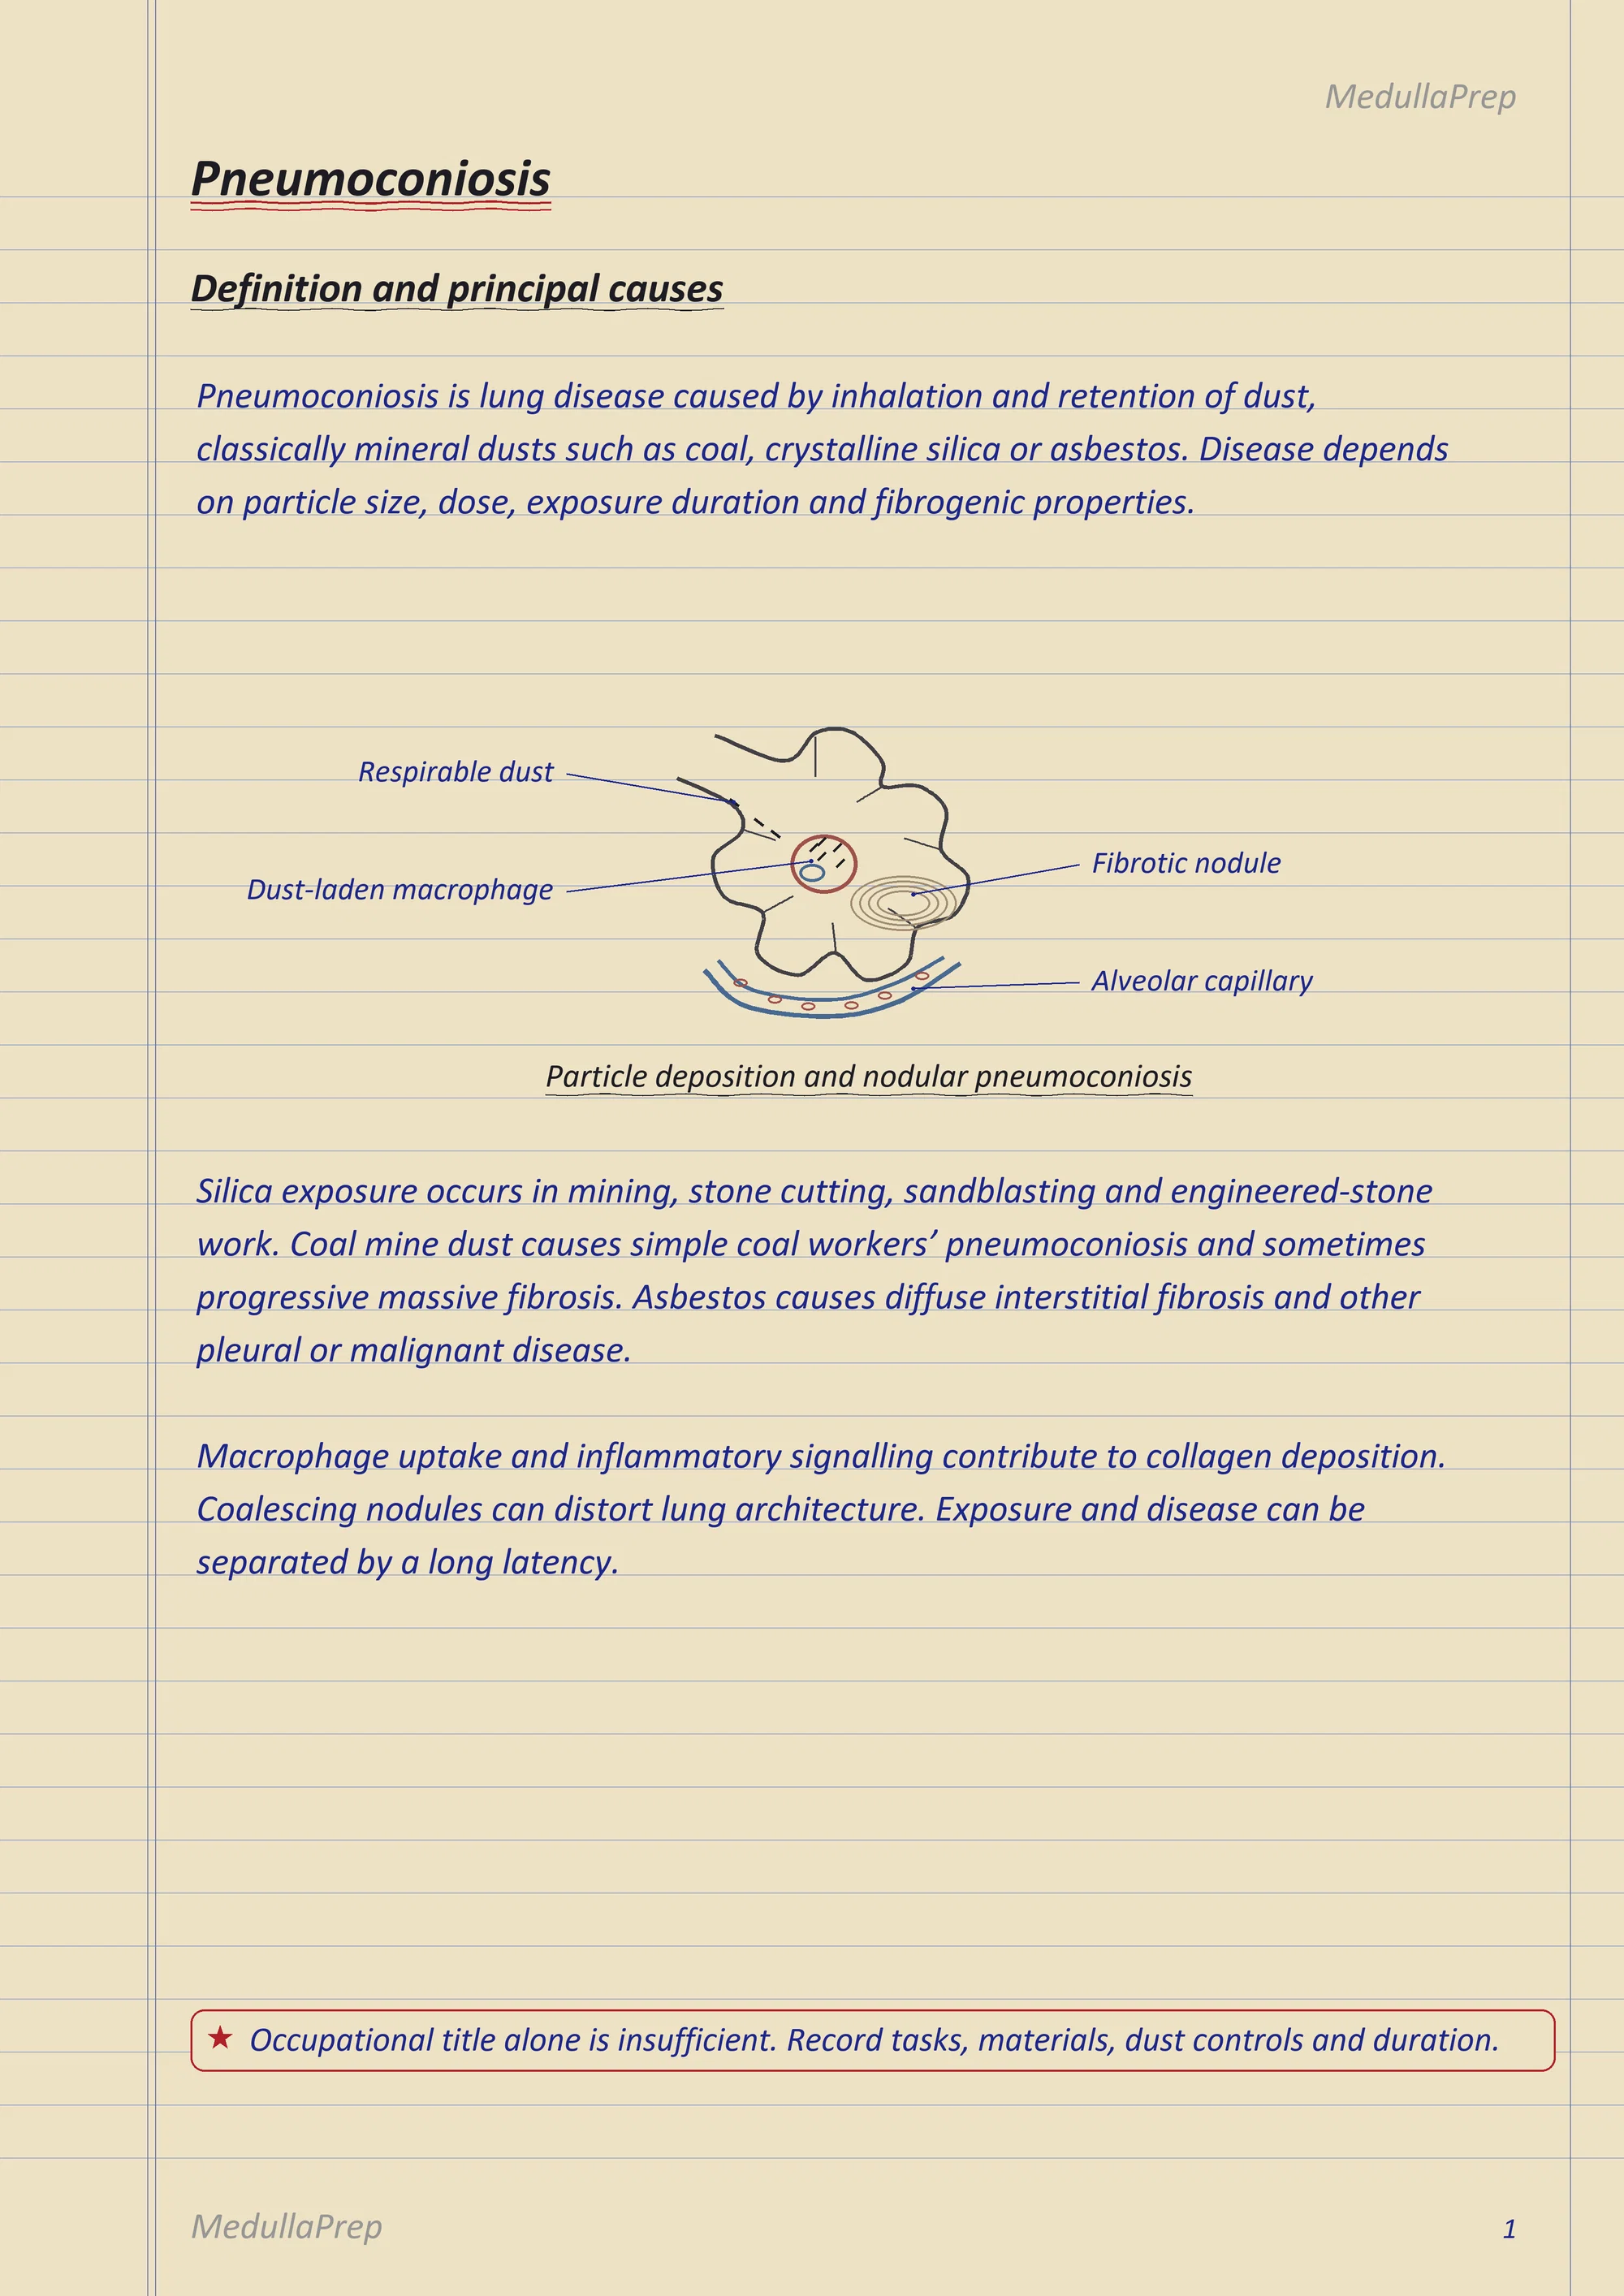 MedullaPrep
Pneumoconiosis
Definition and principal causes
Pneumoconiosis is lung disease caused by inhalation and retention of dust,
classically mineral dusts such as coal, crystalline silica or asbestos. Disease depends
on particle size, dose, exposure duration and fibrogenic properties.
Respirable dust
Dust-laden macrophage
Fibrotic nodule
Alveolar capillary
Particle deposition and nodular pneumoconiosis
Silica exposure occurs in mining, stone cutting, sandblasting and engineered-stone
work. Coal mine dust causes simple coal workers’ pneumoconiosis and sometimes
progressive massive fibrosis. Asbestos causes diffuse interstitial fibrosis and other
pleural or malignant disease.
Macrophage uptake and inflammatory signalling contribute to collagen deposition.
Coalescing nodules can distort lung architecture. Exposure and disease can be
separated by a long latency.
★ Occupational title alone is insufficient. Record tasks, materials, dust controls and duration.
MedullaPrep
1